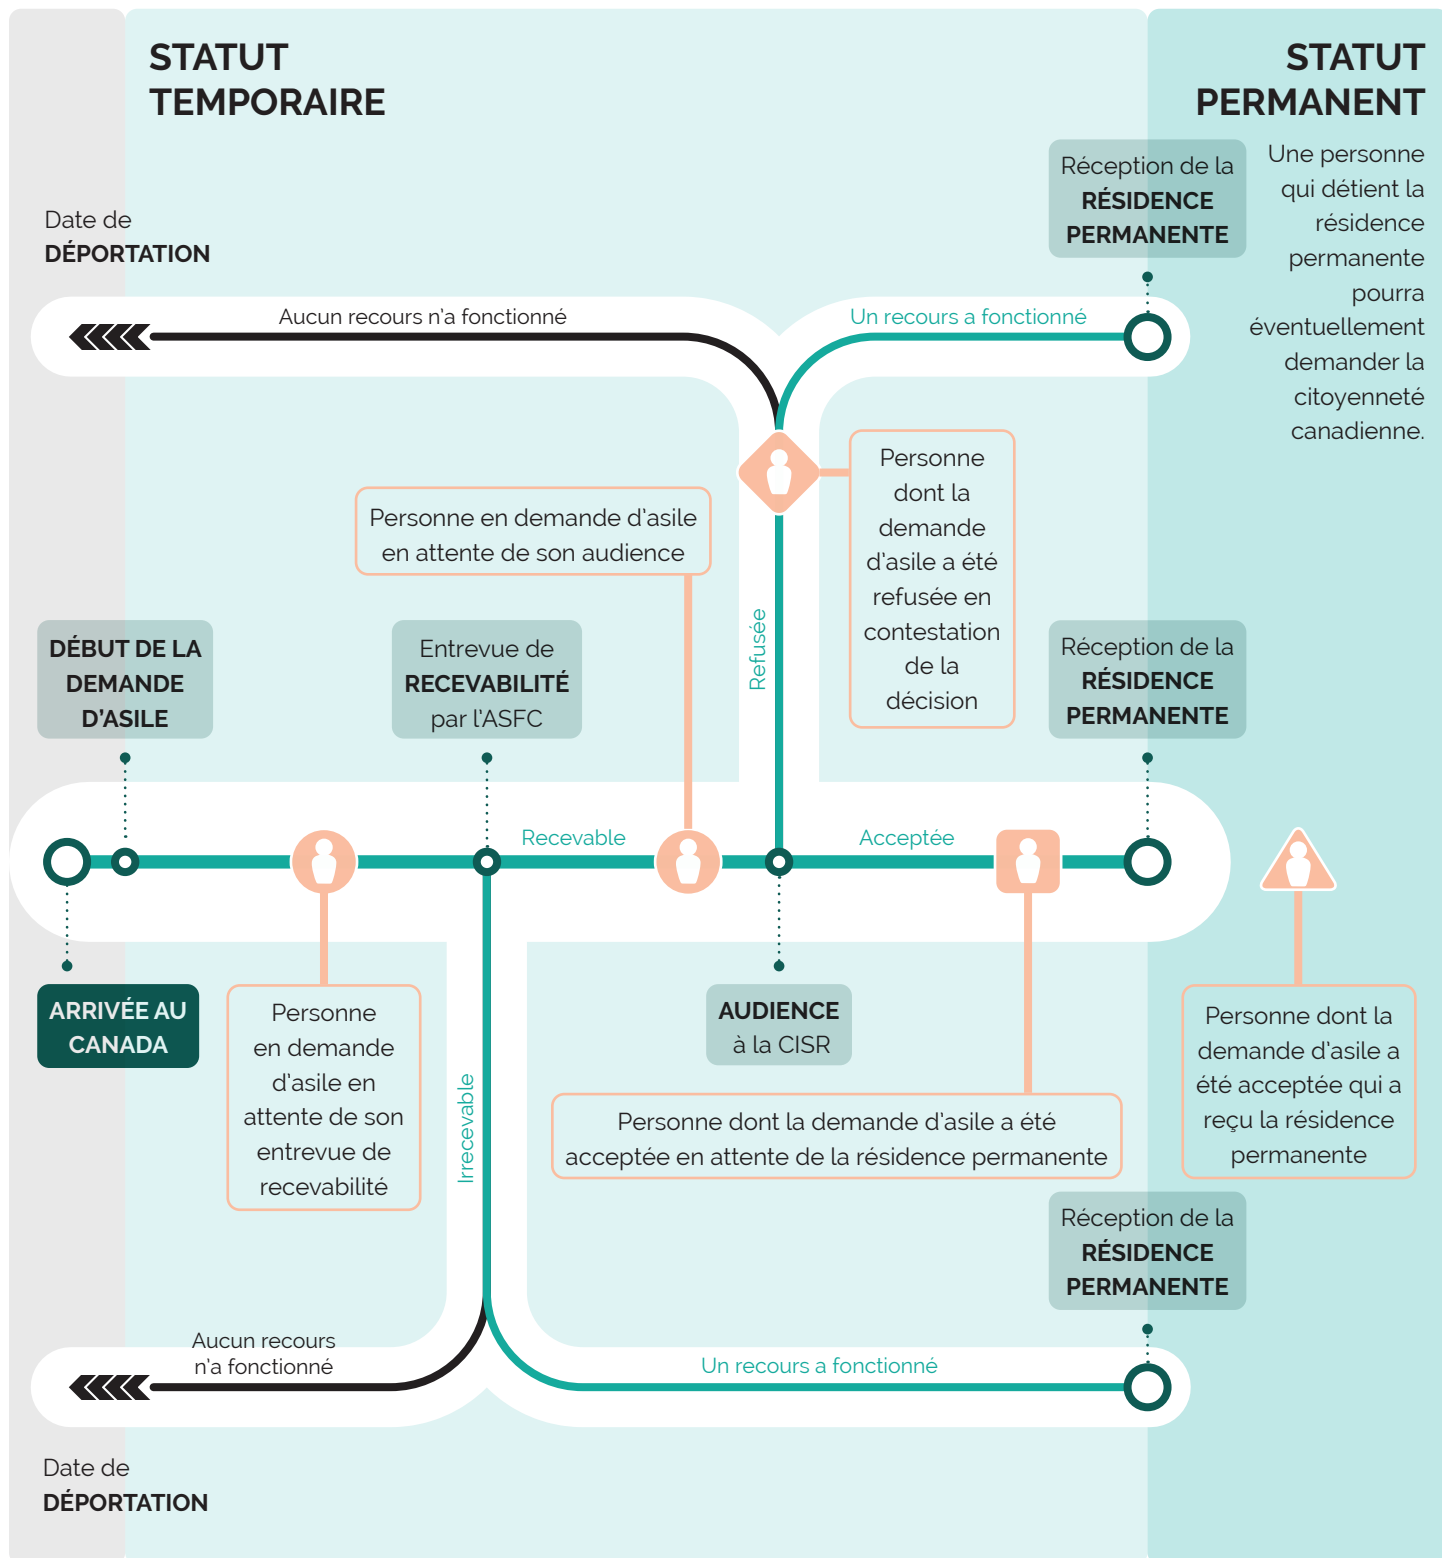 STATUT
TEMPORAIRE
STATUT
PERMANENT
Une personne
qui détient la
résidence
permanente
pourra
éventuellement
demander la
citoyenneté
canadienne.
Réception de la
RÉSIDENCE
PERMANENTE
Date de
DÉPORTATION
Aucun recours n'a fonctionné
Un recours a fonctionné
Personne
dont la
demande
d'asile a été
refusée en
contestation
de la
décision
Personne en demande d'asile
en attente de son audience
Refusée
DÉBUT DE LA
DEMANDE
D'ASILE
Entrevue de
RECEVABILITÉ
par l'ASFC
Réception de la
RÉSIDENCE
PERMANENTE
Recevable
Acceptée
ARRIVÉE AU
CANADA
Personne
en demande
d'asile en
attente de son
entrevue de
recevabilité
Irrecevable
AUDIENCE
à la CISR
Personne dont la demande d'asile a été
acceptée en attente de la résidence permanente
Personne dont la
demande d'asile a
été acceptée qui a
reçu la résidence
permanente
Réception de la
RÉSIDENCE
PERMANENTE
Aucun recours
n'a fonctionné
Un recours a fonctionné
Date de
DÉPORTATION